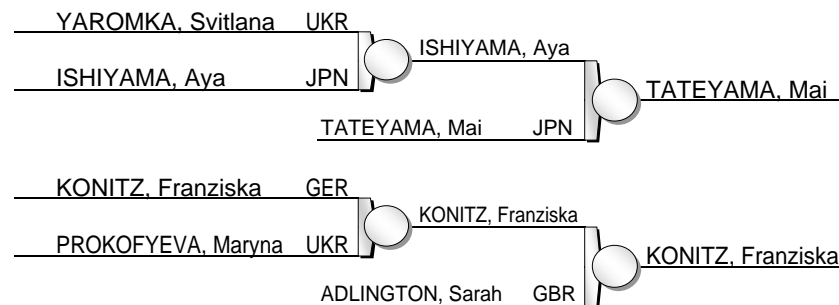 YAROMKA, Svitlana UKR
ISHIYAMA, Aya
ISHIYAMA, Aya JPN
TATEYAMA, Mai
TATEYAMA, Mai JPN
KONITZ, Franziska GER
KONITZ, Franziska
PROKOFYEVA, Maryna UKR
KONITZ, Franziska
ADLINGTON, Sarah GBR